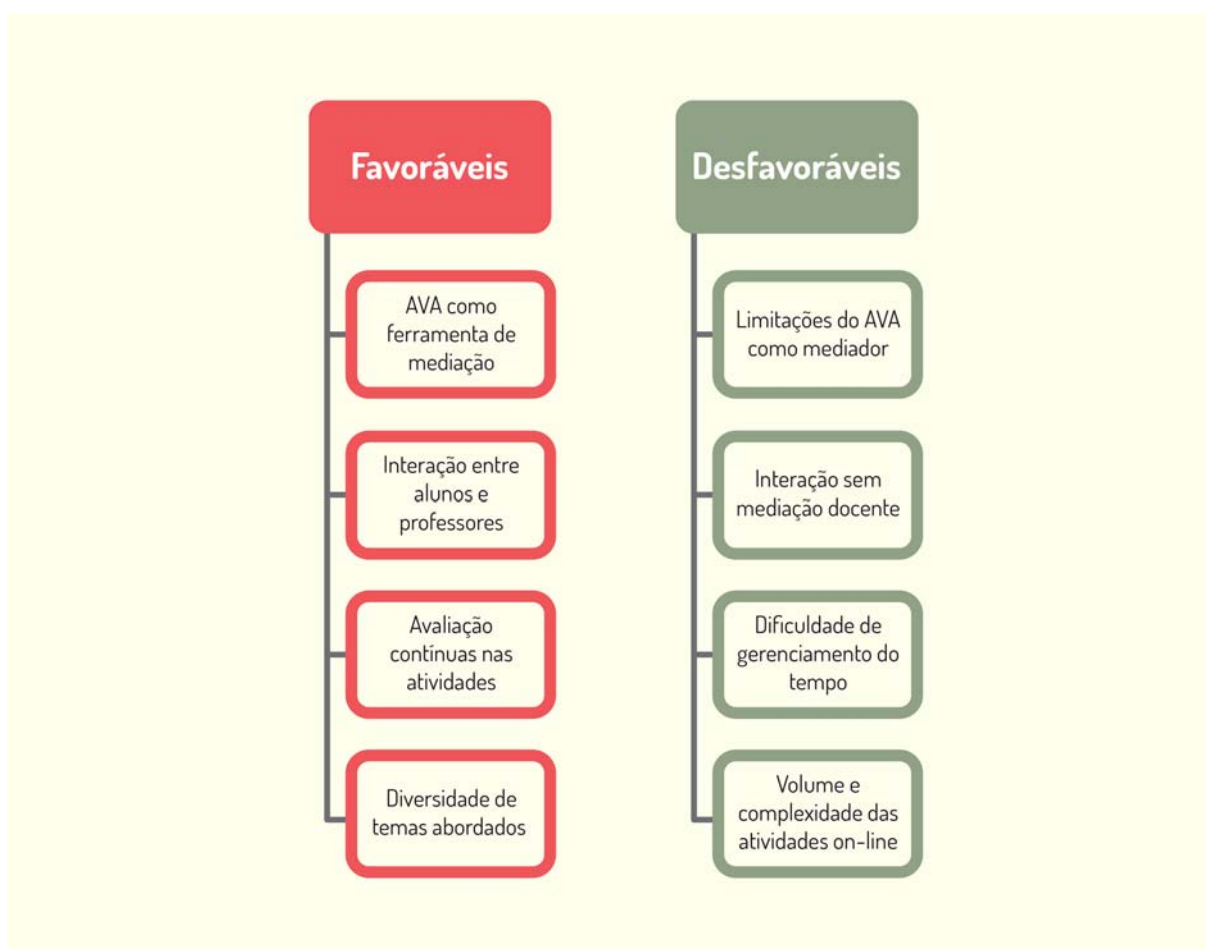 Favoráveis
AVA como
ferramenta de
mediação
Interação entre
alunos e
professores
Avaliação
contínuas nas
atividades
Diversidade de
temas abordados
Desfavoráveis
Limitações do AVA
como mediador
Interação sem
mediação docente
Dificuldade de
gerenciamento do
tempo
Volume e
complexidade das
atividades on-line